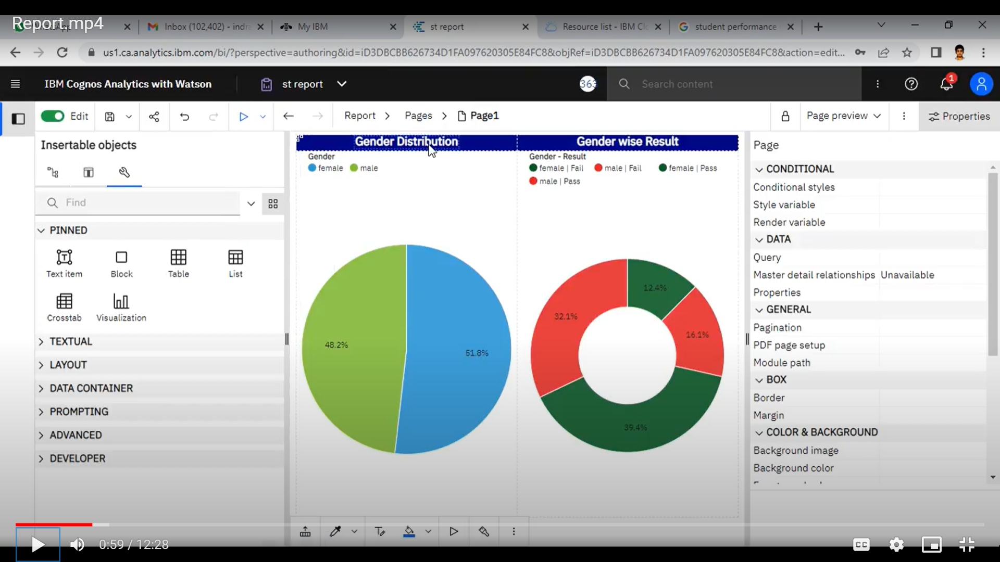 Report.mp4
Inbox (102,402) - indra
My IBM
st report
Resource list - IBM Clo
student performance
us1.ca.analytics.ibm.com/bi/?perspective=authoring&id=iD3DBCBB626734D1FA097620305E84FC8&objRef=iD3DBCBB626734D1FA097620305E84FC8&action=edit...
IBM Cognos Analytics with Watson
st report
363
Search content
1
Edit
Report
Pages
Page1
Page preview
Properties
Insertable objects
Find
PINNED
Text item
Block
Table
List
Crosstab
Visualization
TEXTUAL
LAYOUT
DATA CONTAINER
PROMPTING
ADVANCED
DEVELOPER
Gender Distribution
Gender
female
male
48.2%
51.8%
Gender wise Result
Gender - Result
female | Fail
male | Fail
female | Pass
male | Pass
12.4%
32.1%
16.1%
39.4%
Page
CONDITIONAL
Conditional styles
Style variable
Render variable
DATA
Query
Master detail relationships Unavailable
Properties
GENERAL
Pagination
PDF page setup
Module path
BOX
Border
Margin
COLOR & BACKGROUND
Background image
Background color
0:59 / 12:28
CC